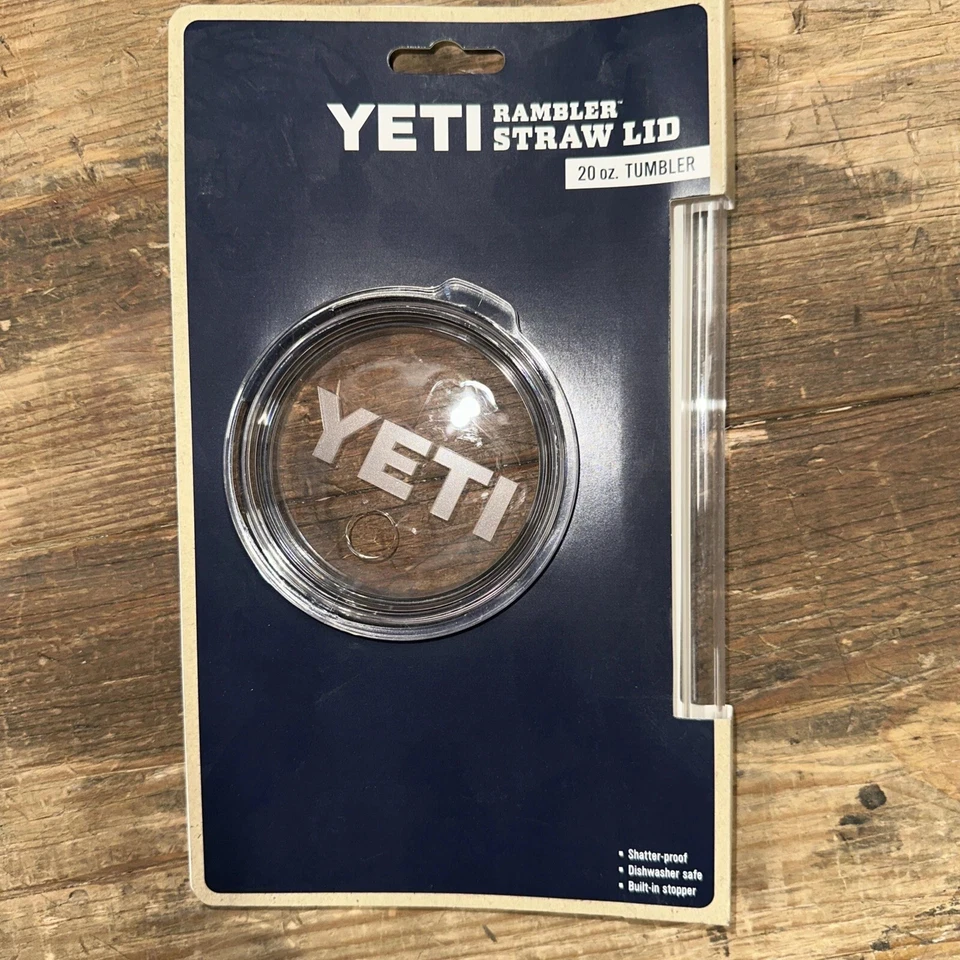 YETI RAMBLER™
STRAW LID
20 oz. TUMBLER
YETI
▪ Shatter-proof
▪ Dishwasher safe
▪ Built-in stopper